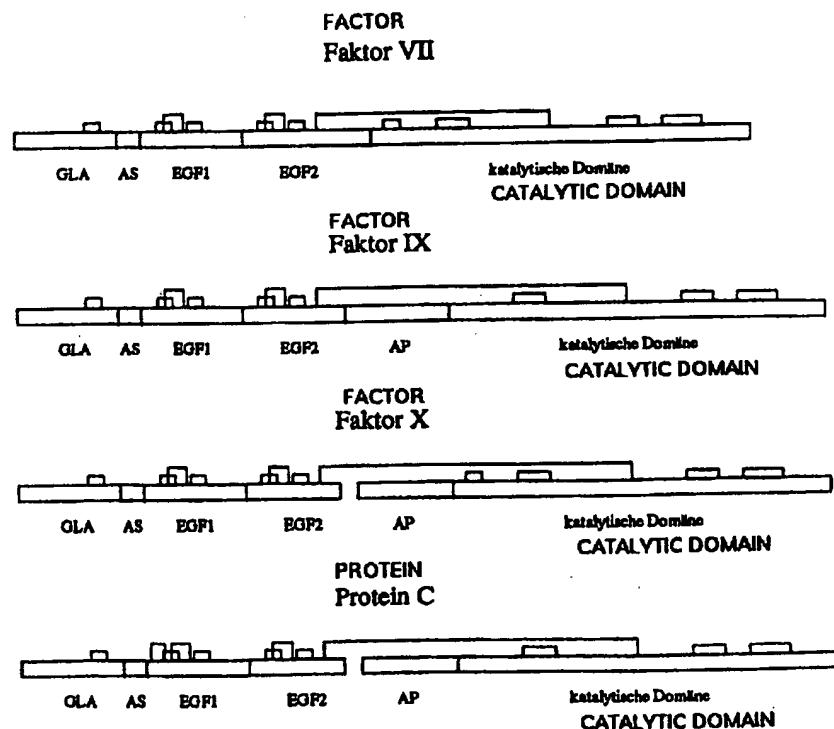 FACTOR
Faktor VII
GLA AS EGF1 EGF2 katalytische Domäne
CATALYTIC DOMAIN
FACTOR
Faktor IX
GLA AS EGF1 EGF2 AP katalytische Domäne
CATALYTIC DOMAIN
FACTOR
Faktor X
GLA AS EGF1 EGF2 AP katalytische Domäne
CATALYTIC DOMAIN
PROTEIN
Protein C
GLA AS EGF1 EGF2 AP katalytische Domäne
CATALYTIC DOMAIN